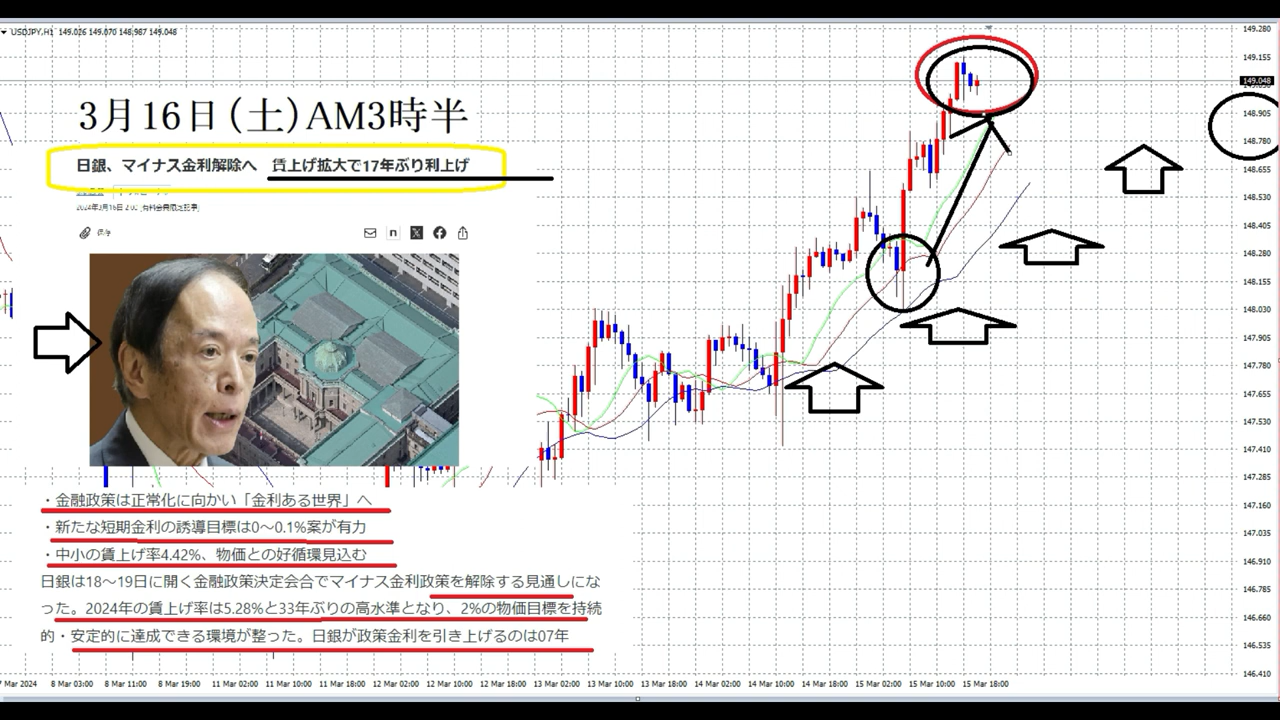 USDJPY,H1 149.026 149.070 148.987 149.048
3月16日(土)AM3時半
日銀、マイナス金利解除へ 賃上げ拡大で17年ぶり利上げ
2024年3月16日 2:00 [有料会員限定記事]
保存
・金融政策は正常化に向かい「金利ある世界」へ
・新たな短期金利の誘導目標は0～0.1%案が有力
・中小の賃上げ率4.42%、物価との好循環見込む
日銀は18～19日に開く金融政策決定会合でマイナス金利政策を解除する見通しにな
った。2024年の賃上げ率は5.28%と33年ぶりの高水準となり、2%の物価目標を持続
的・安定的に達成できる環境が整った。日銀が政策金利を引き上げるのは07年
149.280
149.155
149.048
148.905
148.780
148.655
148.530
148.405
148.280
148.155
148.030
147.905
147.780
147.655
147.530
147.410
147.285
147.160
147.035
146.910
146.785
146.660
146.535
146.410
Mar 2024 8 Mar 03:00 8 Mar 11:00 8 Mar 19:00 11 Mar 02:00 11 Mar 10:00 11 Mar 18:00 12 Mar 02:00 12 Mar 10:00 12 Mar 18:00 13 Mar 02:00 13 Mar 10:00 13 Mar 18:00 14 Mar 02:00 14 Mar 10:00 14 Mar 18:00 15 Mar 02:00 15 Mar 10:00 15 Mar 18:00